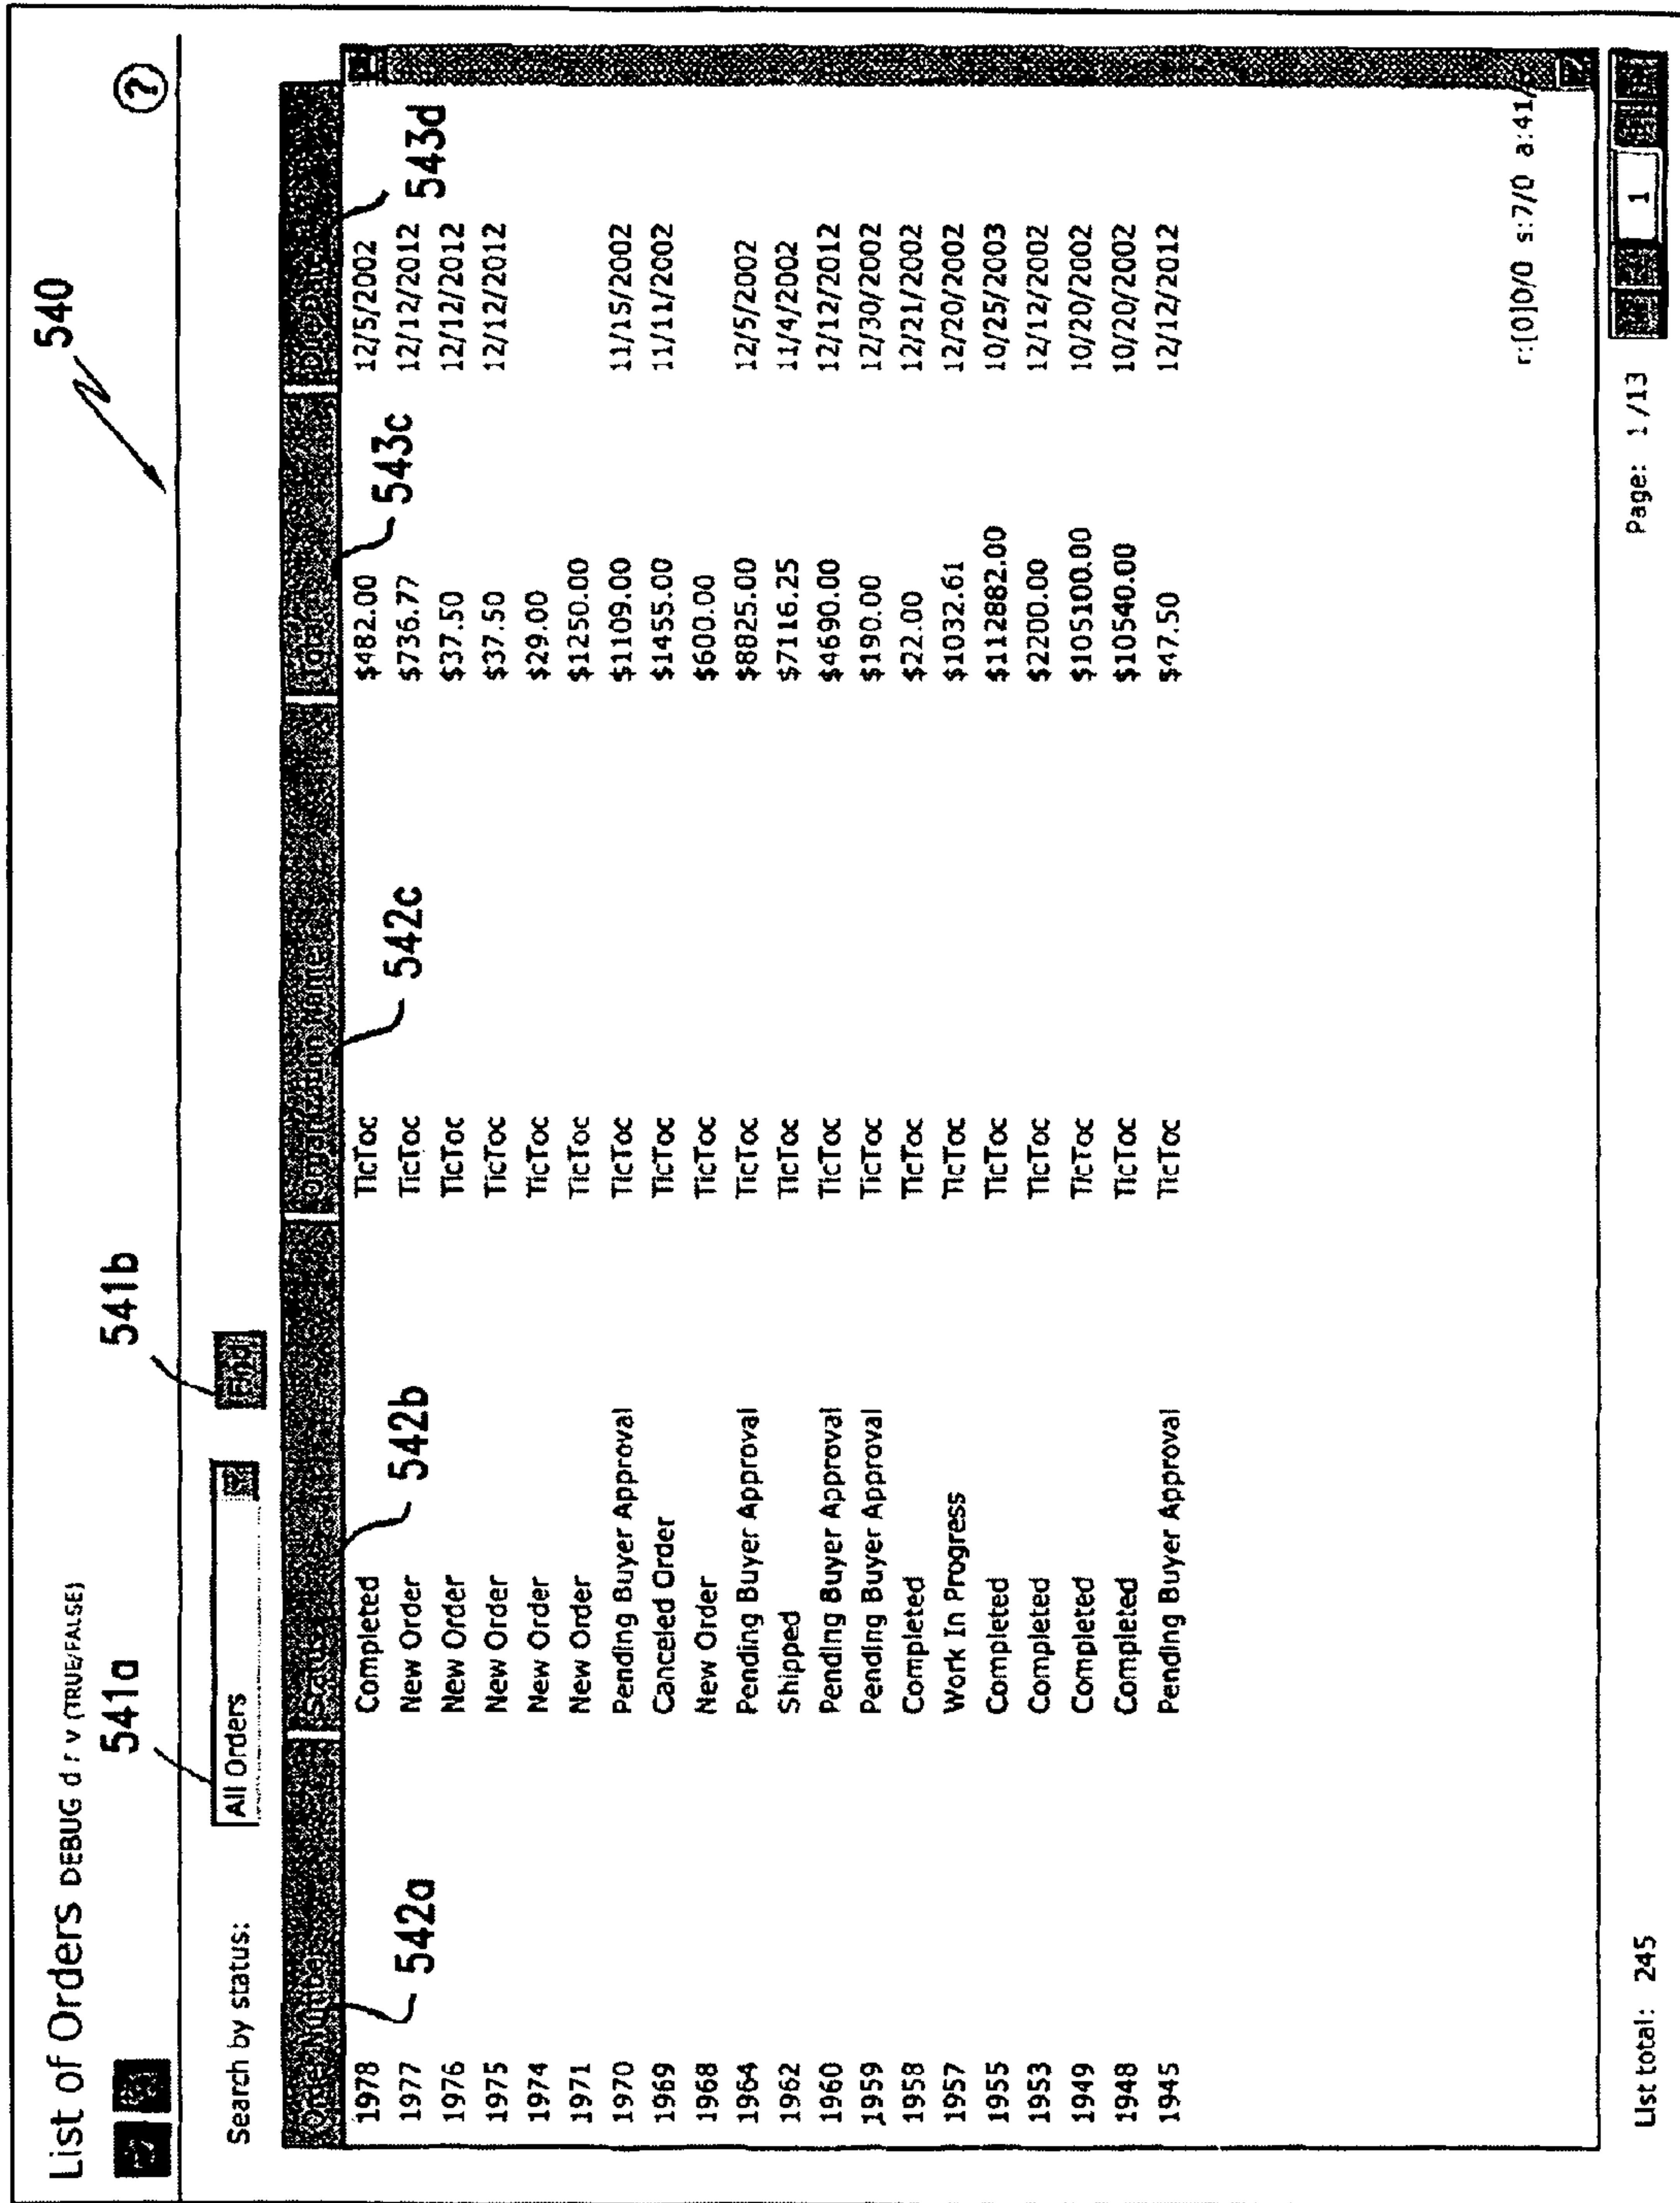 540
List of Orders DEBUG d r v (TRUE/FALSE)
?
541a
541b
Search by status:
All Orders
Find
Order Number
Status
Organization Name
Total
542a
542b
542c
543c
543d
1978 Completed TicToc $482.00 12/5/2002
1977 New Order TicToc $736.77 12/12/2012
1976 New Order TicToc $37.50 12/12/2012
1975 New Order TicToc $37.50 12/12/2012
1974 New Order TicToc $29.00
1971 New Order TicToc $1250.00
1970 Pending Buyer Approval TicToc $1109.00 11/15/2002
1969 Canceled Order TicToc $1455.00 11/11/2002
1968 New Order TicToc $600.00
1964 Pending Buyer Approval TicToc $8825.00 12/5/2002
1962 Shipped TicToc $7116.25 11/4/2002
1960 Pending Buyer Approval TicToc $4690.00 12/12/2012
1959 Pending Buyer Approval TicToc $190.00 12/30/2002
1958 Completed TicToc $22.00 12/21/2002
1957 Work In Progress TicToc $1032.61 12/20/2002
1955 Completed TicToc $112882.00 10/25/2003
1953 Completed TicToc $2200.00 12/12/2002
1949 Completed TicToc $105100.00 10/20/2002
1948 Completed TicToc $10540.00 10/20/2002
1945 Pending Buyer Approval TicToc $47.50 12/12/2012
r:[0]0/0 s:7/0 a:41/
List total: 245
Page: 1 /13
1